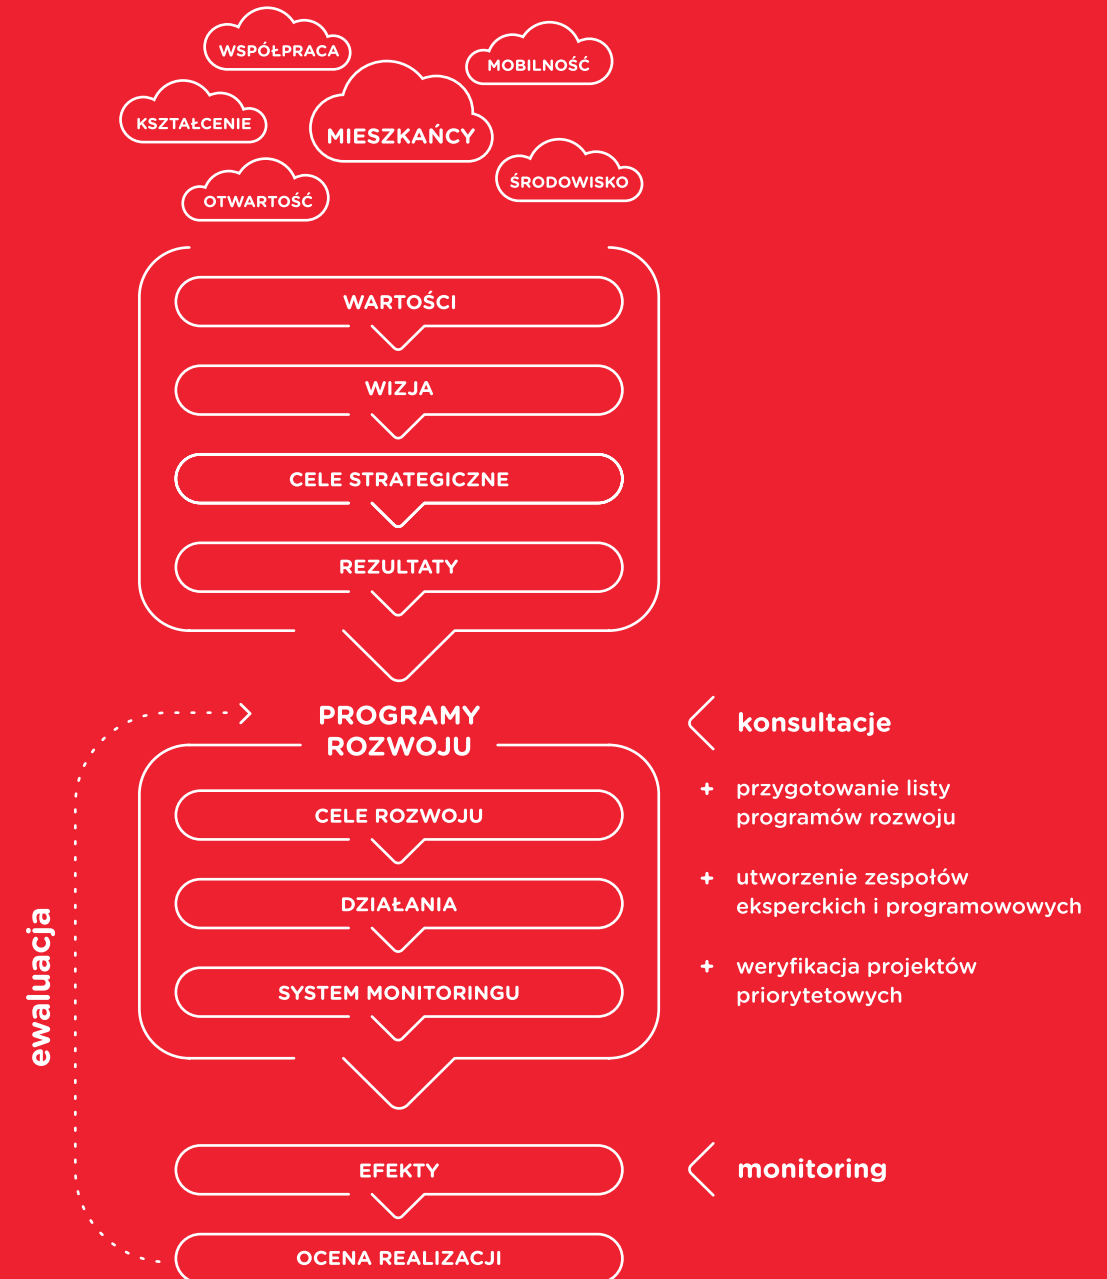 WSPÓŁPRACA
MOBILNOŚĆ
KSZTAŁCENIE
MIESZKAŃCY
ŚRODOWISKO
OTWARTOŚĆ
WARTOŚCI
WIZJA
CELE STRATEGICZNE
REZULTATY
PROGRAMY
ROZWOJU
konsultacje
+ przygotowanie listy
programów rozwoju
+ utworzenie zespołów
eksperckich i programowowych
+ weryfikacja projektów
priorytetowych
CELE ROZWOJU
DZIAŁANIA
SYSTEM MONITORINGU
ewaluacja
EFEKTY
monitoring
OCENA REALIZACJI